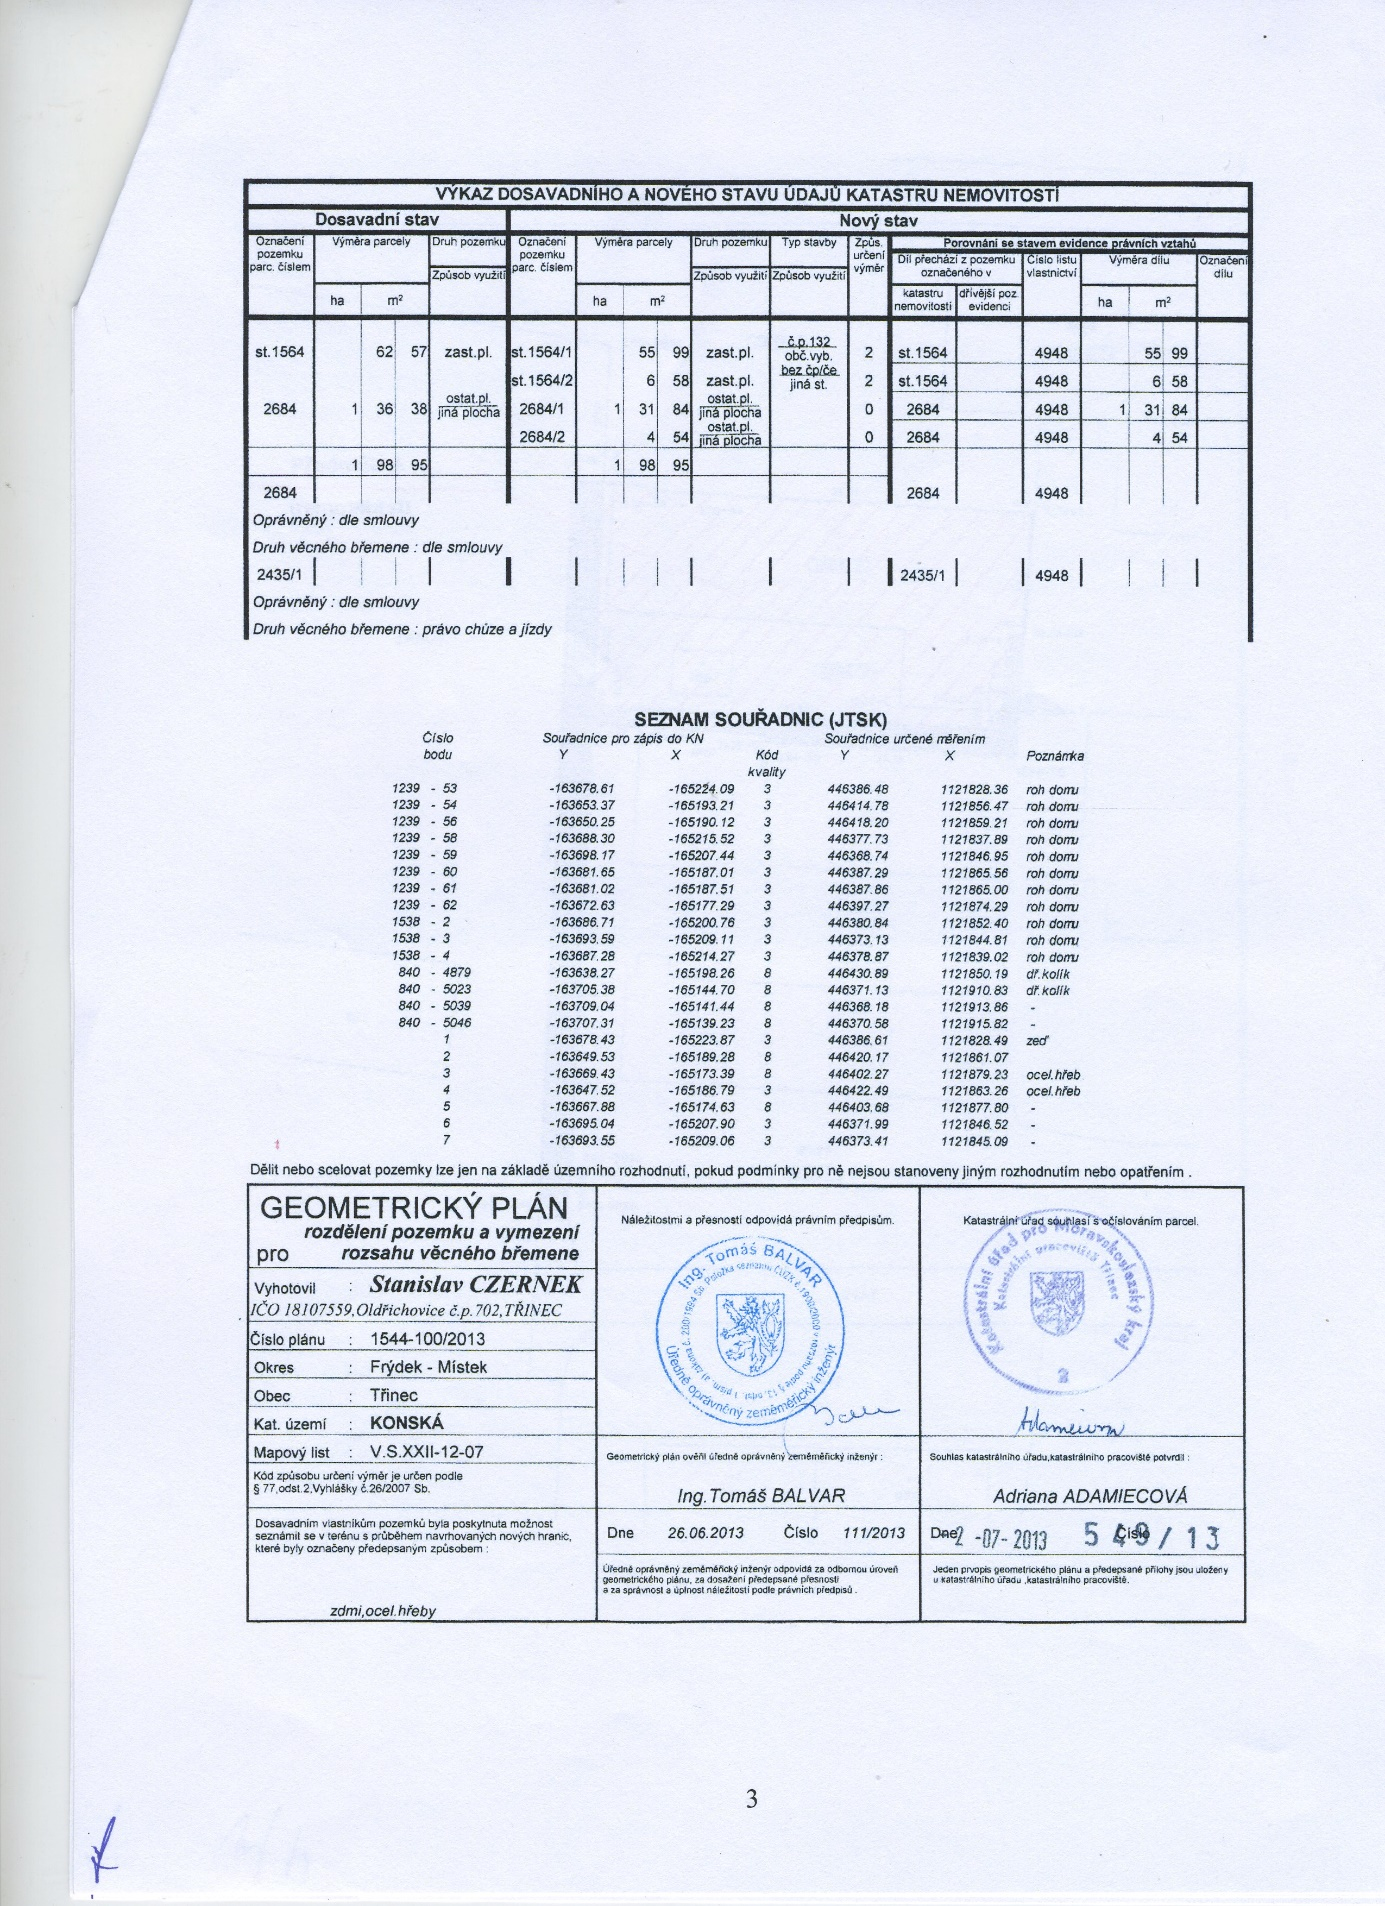 VÝKAZ DOSAVADNÍHO A NOVÉHO STAVU ÚDAJŮ KATASTRU NEMOVITOSTÍ
Dosavadní stav Nový stav
Označení pozemku parc. číslem Výměra parcely ha m² Druh pozemku Způsob využití Označení pozemku parc. číslem Výměra parcely ha m² Druh pozemku Způsob využití Typ stavby Způsob využití Způs. určení výměr Porovnání se stavem evidence právních vztahů
Díl přechází z pozemku označeného v katastru nemovitostí dřívější poz. evidenci Číslo listu vlastnictví Výměra dílu ha m² Označení dílu
st.1564 62 57 zast.pl. st.1564/1 55 99 zast.pl. č.p.132 obč.vyb. 2 st.1564 4948 55 99
st.1564/2 6 58 zast.pl. bez čp/če jiná st. 2 st.1564 4948 6 58
2684 1 36 38 ostat.pl. jiná plocha 2684/1 1 31 84 ostat.pl. jiná plocha 0 2684 4948 1 31 84
2684/2 4 54 ostat.pl. jiná plocha 0 2684 4948 4 54
1 98 95 1 98 95
2684 2684 4948
Oprávněný : dle smlouvy
Druh věcného břemene : dle smlouvy
2435/1 2435/1 4948
Oprávněný : dle smlouvy
Druh věcného břemene : právo chůze a jízdy
SEZNAM SOUŘADNIC (JTSK)
Číslo Souřadnice pro zápis do KN Souřadnice určené měřením
bodu Y X Kód Y X Poznámka
kvality
1239 - 53 -163678.61 -165224.09 3 446386.48 1121828.36 roh domu
1239 - 54 -163653.37 -165193.21 3 446414.78 1121856.47 roh domu
1239 - 56 -163650.25 -165190.12 3 446418.20 1121859.21 roh domu
1239 - 58 -163688.30 -165215.52 3 446377.73 1121837.89 roh domu
1239 - 59 -163698.17 -165207.44 3 446368.74 1121846.95 roh domu
1239 - 60 -163681.65 -165187.01 3 446387.29 1121865.56 roh domu
1239 - 61 -163681.02 -165187.51 3 446387.86 1121865.00 roh domu
1239 - 62 -163672.63 -165177.29 3 446397.27 1121874.29 roh domu
1538 - 2 -163686.71 -165200.76 3 446380.84 1121852.40 roh domu
1538 - 3 -163693.59 -165209.11 3 446373.13 1121844.81 roh domu
1538 - 4 -163687.28 -165214.27 3 446378.87 1121839.02 roh domu
840 - 4879 -163638.27 -165198.26 8 446430.89 1121850.19 dř.kolík
840 - 5023 -163705.38 -165144.70 8 446371.13 1121910.83 dř.kolík
840 - 5039 -163709.04 -165141.44 8 446368.18 1121913.86 -
840 - 5046 -163707.31 -165139.23 8 446370.58 1121915.82 -
1 -163678.43 -165223.87 3 446386.61 1121828.49 zeď
2 -163649.53 -165189.28 8 446420.17 1121861.07
3 -163669.43 -165173.39 8 446402.27 1121879.23 ocel.hřeb
4 -163647.52 -165186.79 3 446422.49 1121863.26 ocel.hřeb
5 -163667.88 -165174.63 8 446403.68 1121877.80 -
6 -163695.04 -165207.90 3 446371.99 1121846.52 -
7 -163693.55 -165209.06 3 446373.41 1121845.09 -
Dělit nebo scelovat pozemky lze jen na základě územního rozhodnutí, pokud podmínky pro ně nejsou stanoveny jiným rozhodnutím nebo opatřením .
GEOMETRICKÝ PLÁN
rozdělení pozemku a vymezení
pro rozsahu věcného břemene
Vyhotovil : Stanislav CZERNEK
IČO 18107559,Oldřichovice č.p.702,TŘINEC
Číslo plánu : 1544-100/2013
Okres : Frýdek - Místek
Obec : Třinec
Kat. území : KONSKÁ
Mapový list : V.S.XXII-12-07
Kód způsobu určení výměr je určen podle
§ 77,odst.2,Vyhlášky č.26/2007 Sb.
Dosavadním vlastníkům pozemků byla poskytnuta možnost
seznámit se v terénu s průběhem navrhovaných nových hranic,
které byly označeny předepsaným způsobem :
zdmi,ocel.hřeby
Náležitostmi a přesností odpovídá právním předpisům.
Ing. Tomáš BALVAR
Úředně oprávněný zeměměřický inženýr
Geometrický plán ověřil úředně oprávněný zeměměřický inženýr :
Ing.Tomáš BALVAR
Dne 26.06.2013 Číslo 111/2013
Úředně oprávněný zeměměřický inženýr odpovídá za odbornou úroveň
geometrického plánu, za dosažení předepsané přesnosti
a za správnost a úplnost náležitostí podle právních předpisů .
Katastrální úřad souhlasí s očíslováním parcel.
Katastrální úřad pro Moravskoslezský kraj
Katastrální pracoviště Třinec
2
Adamiecová
Souhlas katastrálního úřadu,katastrální pracoviště potvrdil :
Adriana ADAMIECOVÁ
Dne 2 -07- 2013 Číslo 549/13
Jeden prvopis geometrického plánu a předepsané přílohy jsou uloženy
u katastrálního úřadu ,katastrálního pracoviště.
3